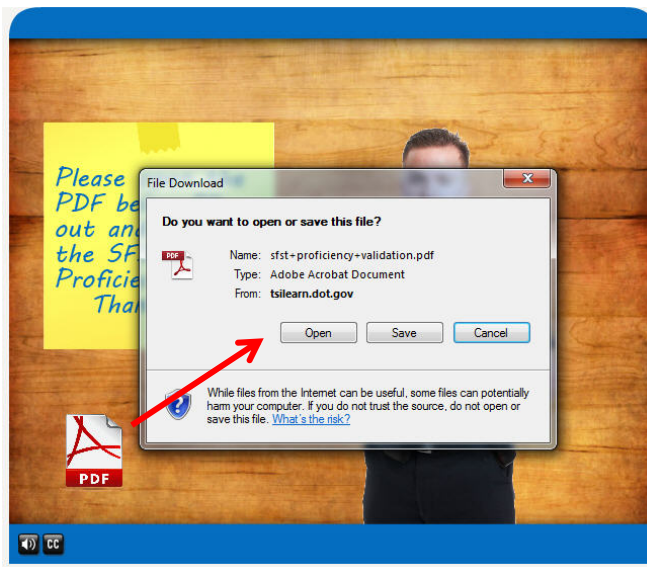 Please
PDF be
out and
the SF
Proficie
Than
File Download
Do you want to open or save this file?
PDF
Name: sfst+proficiency+validation.pdf
Type: Adobe Acrobat Document
From: tsilearn.dot.gov
Open Save Cancel
While files from the Internet can be useful, some files can potentially
harm your computer. If you do not trust the source, do not open or
save this file. What's the risk?
PDF
CC